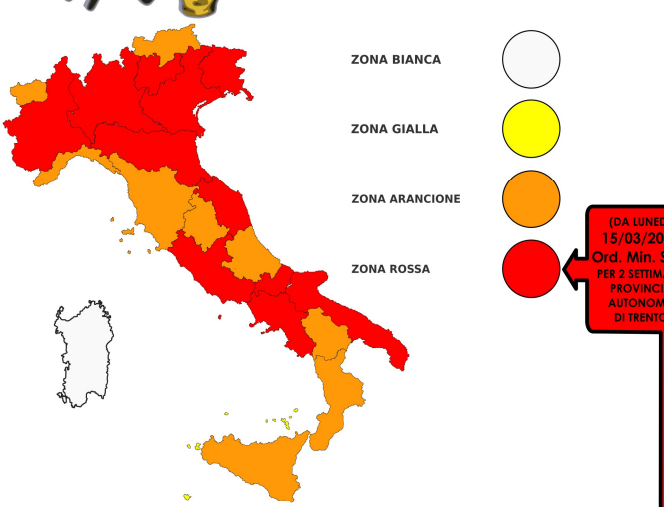 ZONA BIANCA
ZONA GIALLA
ZONA ARANCIONE
ZONA ROSSA
(DA LUNED
15/03/20
Ord. Min. S
PER 2 SETTIMA
PROVINCI
AUTONOM
DI TRENTO